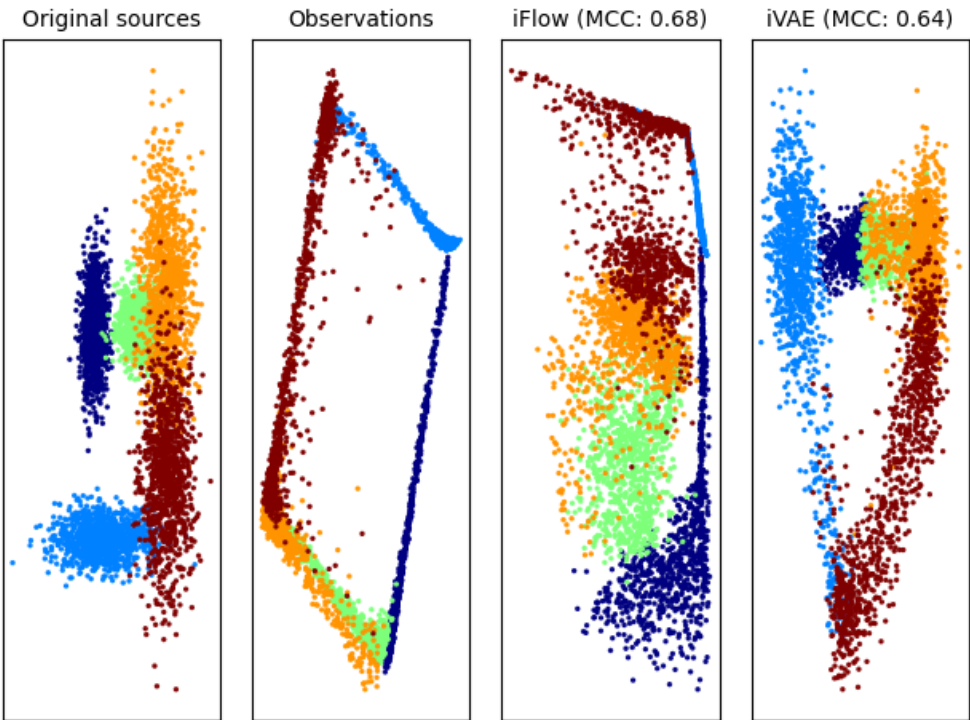 Original sources
Observations
iFlow (MCC: 0.68)
iVAE (MCC: 0.64)